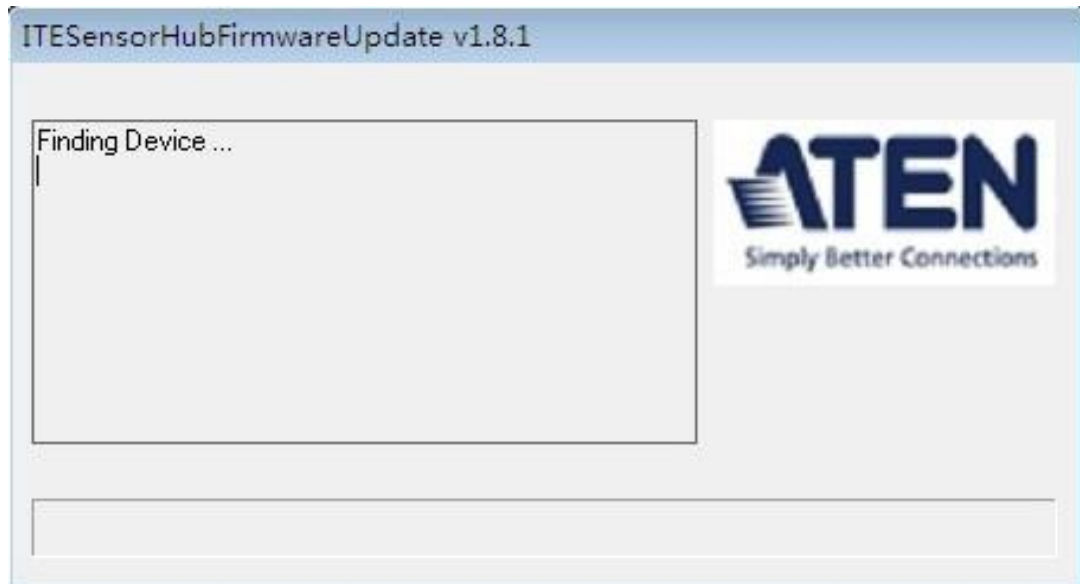 ITESensorHubFirmwareUpdate v1.8.1
Finding Device ...
ATEN
Simply Better Connections